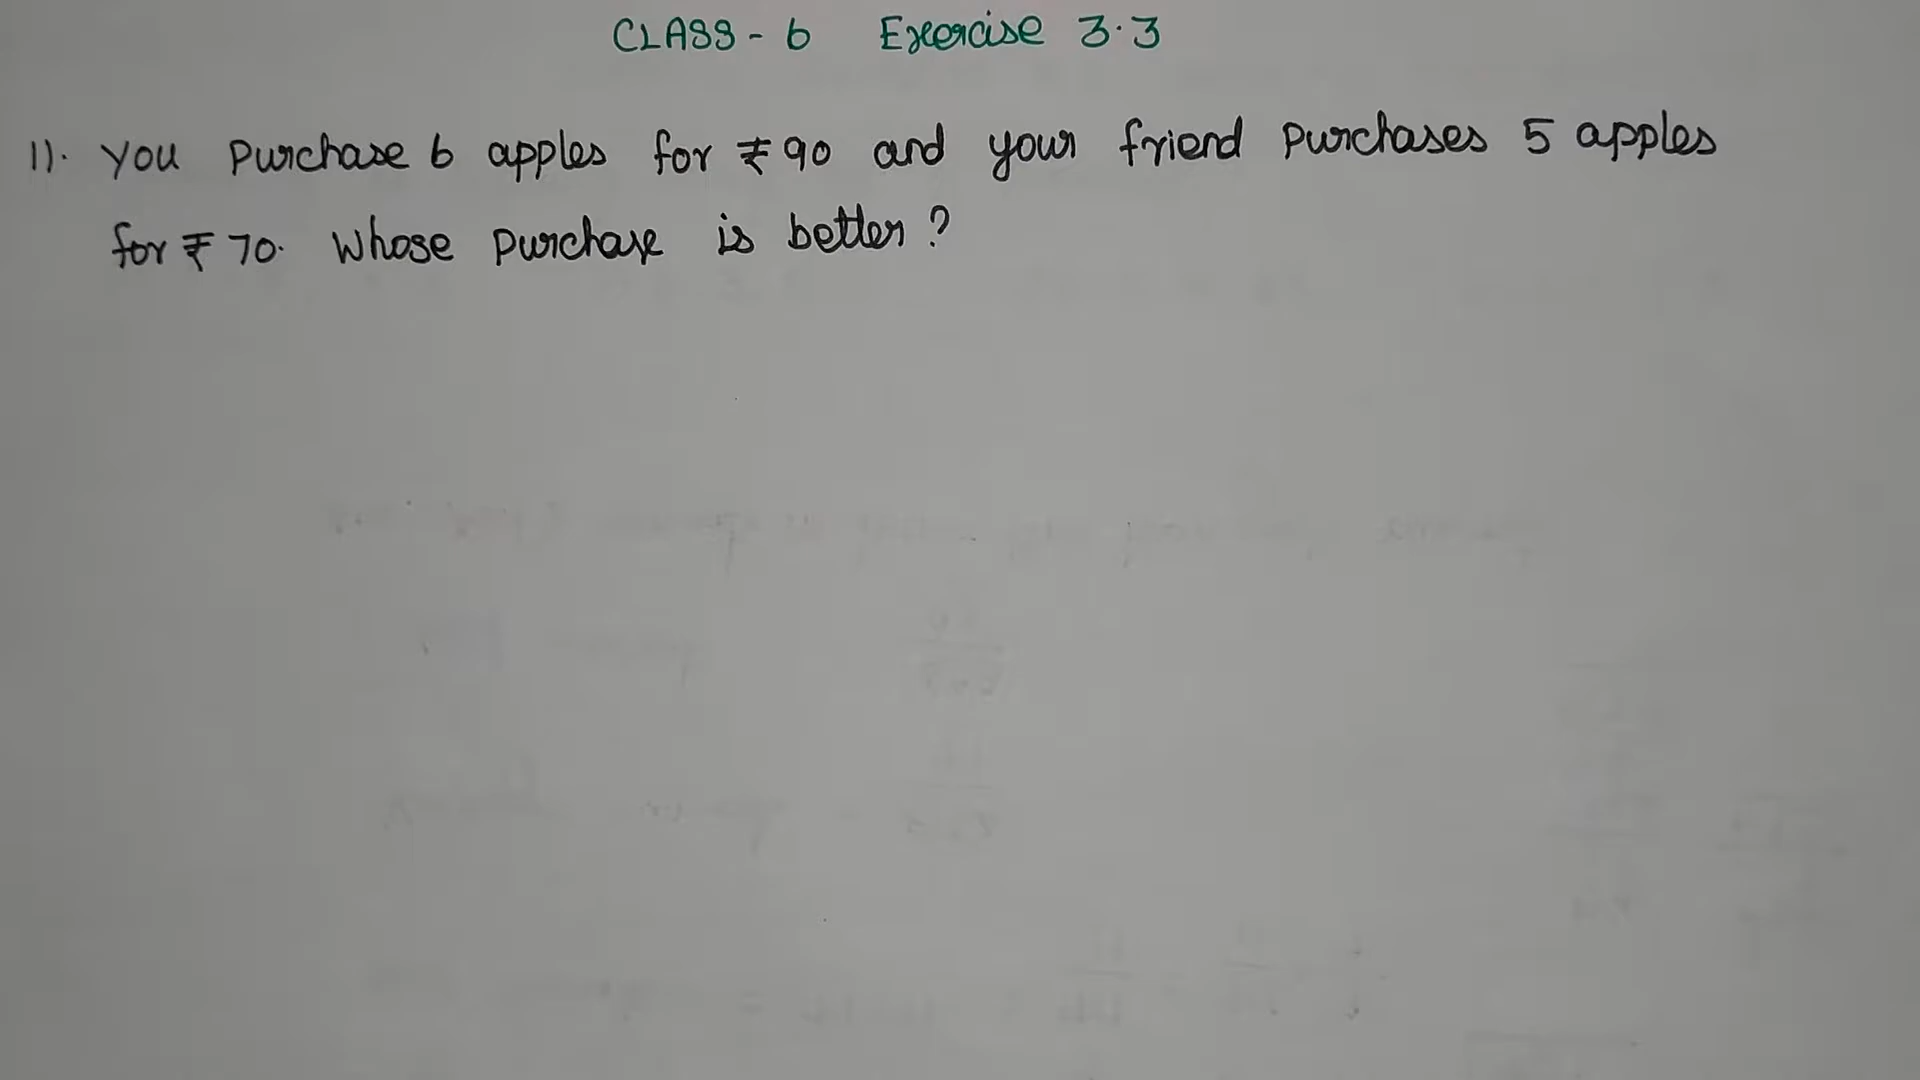 CLASS - 6 Exercise 3.3
11. You Purchase 6 apples for ₹ 90 and your friend Purchases 5 apples
for ₹ 70. Whose Purchase is better?